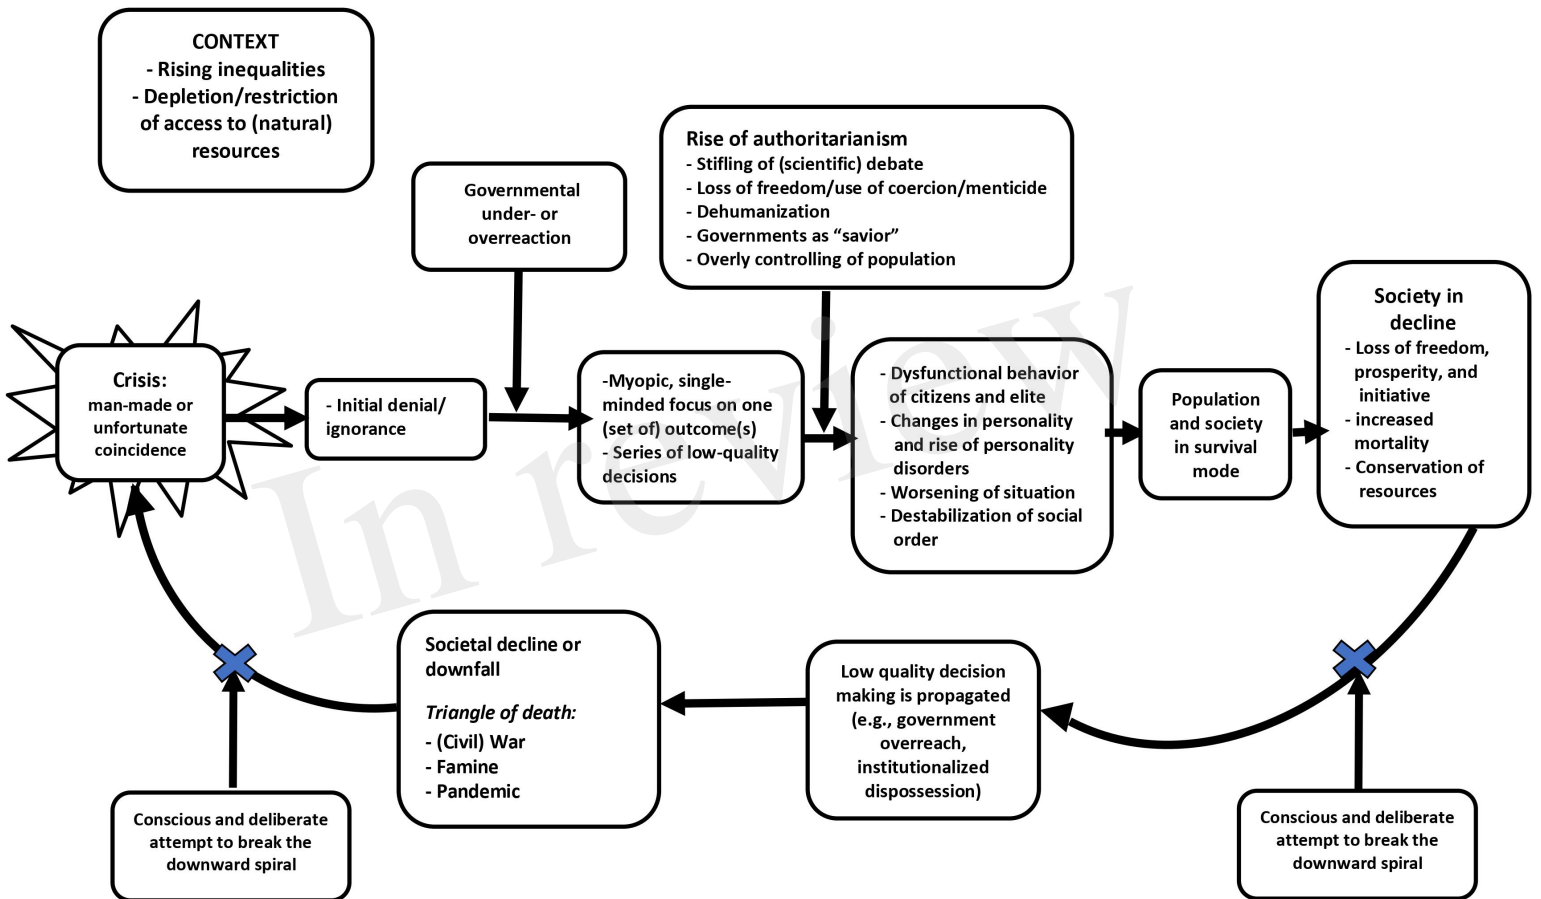 CONTEXT
- Rising inequalities
- Depletion/restriction
of access to (natural)
resources
Governmental
under- or
overreaction
Rise of authoritarianism
- Stifling of (scientific) debate
- Loss of freedom/use of coercion/menticide
- Dehumanization
- Governments as “savior”
- Overly controlling of population
Crisis:
man-made or
unfortunate
coincidence
- Initial denial/
ignorance
-Myopic, single-
minded focus on one
(set of) outcome(s)
- Series of low-quality
decisions
- Dysfunctional behavior
of citizens and elite
- Changes in personality
and rise of personality
disorders
- Worsening of situation
- Destabilization of social
order
Population
and society
in survival
mode
Society in
decline
- Loss of freedom,
prosperity, and
initiative
- increased
mortality
- Conservation of
resources
In review
Societal decline or
downfall
Triangle of death:
- (Civil) War
- Famine
- Pandemic
Low quality decision
making is propagated
(e.g., government
overreach,
institutionalized
dispossession)
Conscious and deliberate
attempt to break the
downward spiral
Conscious and deliberate
attempt to break the
downward spiral